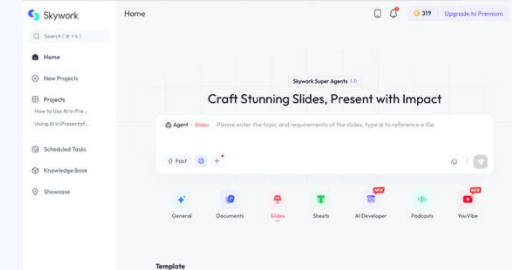 Skywork
Home
319
Upgrade to Premium
Search ( ⌘ + k )
Home
New Projects
Projects
How to Use AI in Pre...
Using AI in Presentat...
Scheduled Tasks
Knowledge Base
Showcase
Skywork Super Agents
Craft Stunning Slides, Present with Impact
Agent · Slides Please enter the topic and requirements of the slides, type @ to reference a file
Fast
NEW
NEW
General Documents Slides Sheets AI Developer Podcasts YouVibe
Template